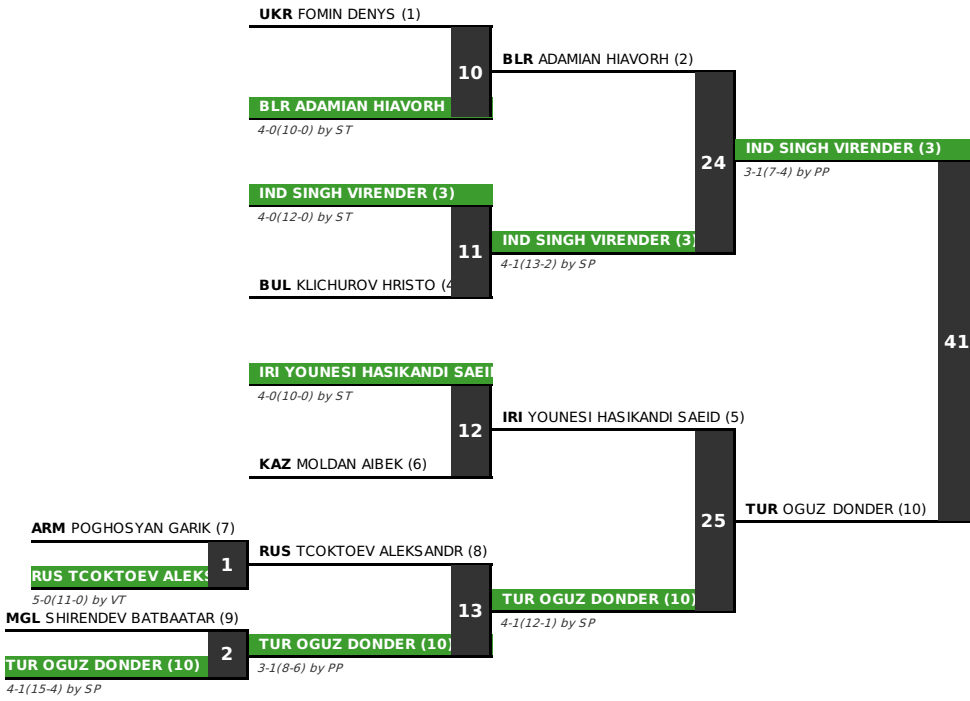 UKR FOMIN DENYS (1)
10
BLR ADAMIAN HIAVORH
4-0(10-0) by ST
BLR ADAMIAN HIAVORH (2)
24
IND SINGH VIRENDER (3)
3-1(7-4) by PP
IND SINGH VIRENDER (3)
4-0(12-0) by ST
11
BUL KLICHUROV HRISTO (4
IND SINGH VIRENDER (3)
4-1(13-2) by SP
41
IRI YOUNESI HASIKANDI SAEI
4-0(10-0) by ST
12
KAZ MOLDAN AIBEK (6)
IRI YOUNESI HASIKANDI SAEID (5)
25
TUR OGUZ DONDER (10)
ARM POGHOSYAN GARIK (7)
1
RUS TCOKTOEV ALEKS
5-0(11-0) by VT
RUS TCOKTOEV ALEKSANDR (8)
13
TUR OGUZ DONDER (10)
4-1(12-1) by SP
MGL SHIRENDEV BATBAATAR (9)
2
TUR OGUZ DONDER (10)
4-1(15-4) by SP
TUR OGUZ DONDER (10)
3-1(8-6) by PP